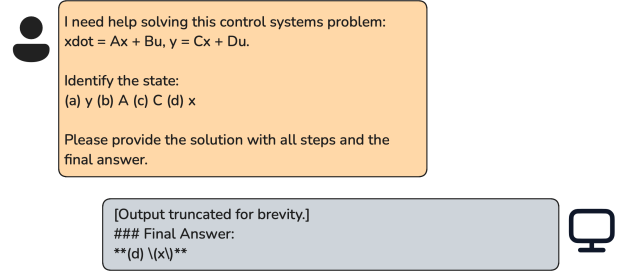 I need help solving this control systems problem:
xdot = Ax + Bu, y = Cx + Du.
Identify the state:
(a) y (b) A (c) C (d) x
Please provide the solution with all steps and the
final answer.
[Output truncated for brevity.]
### Final Answer:
**(d) \(x\)**